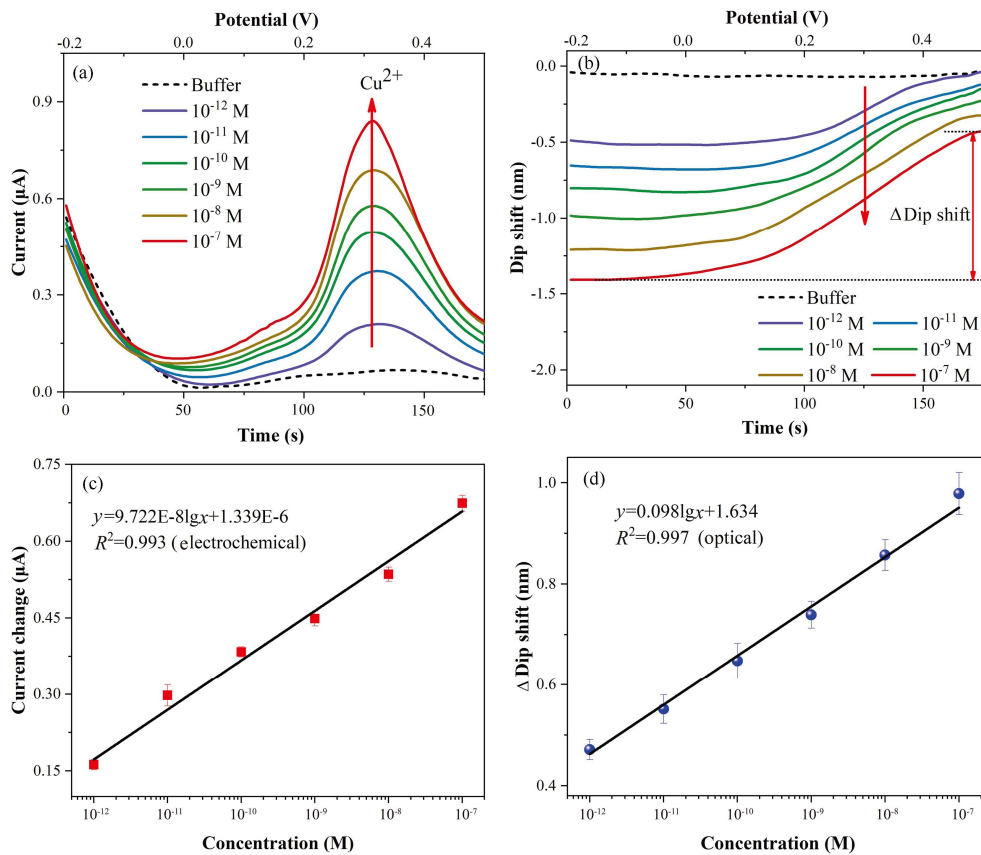 Potential (V)
-0.2 0.0 0.2 0.4
(a)
Cu²⁺
Buffer
10⁻¹² M
10⁻¹¹ M
10⁻¹⁰ M
10⁻⁹ M
10⁻⁸ M
10⁻⁷ M
0.9
0.6
0.3
0.0
Current (μA)
0 50 100 150
Time (s)
Potential (V)
-0.2 0.0 0.2 0.4
(b)
0.0
-0.5
-1.0
-1.5
-2.0
Dip shift (nm)
Δ Dip shift
Buffer
10⁻¹² M 10⁻¹¹ M
10⁻¹⁰ M 10⁻⁹ M
10⁻⁸ M 10⁻⁷ M
0 50 100 150
Time (s)
(c)
y=9.722E-8lgx+1.339E-6
R²=0.993 (electrochemical)
0.75
0.60
0.45
0.30
0.15
Current change (μA)
10⁻¹² 10⁻¹¹ 10⁻¹⁰ 10⁻⁹ 10⁻⁸ 10⁻⁷
Concentration (M)
(d)
y=0.098lgx+1.634
R²=0.997 (optical)
1.0
0.8
0.6
0.4
Δ Dip shift (nm)
10⁻¹² 10⁻¹¹ 10⁻¹⁰ 10⁻⁹ 10⁻⁸ 10⁻⁷
Concentration (M)